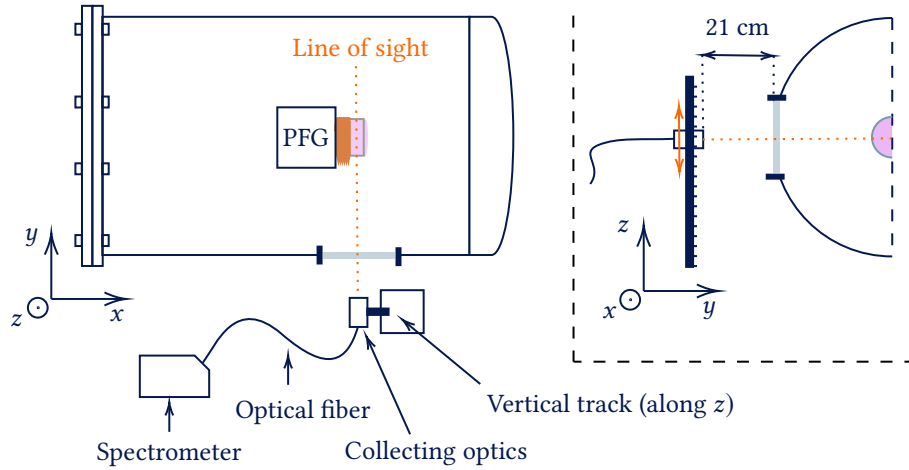 21 cm
Line of sight
PFG
y
z
x
z
x
y
Optical fiber
Vertical track (along z)
Spectrometer
Collecting optics